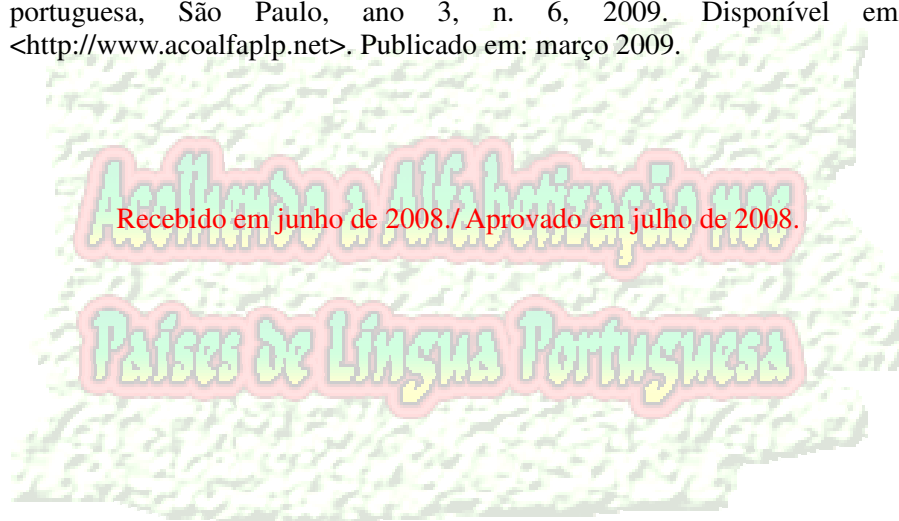 portuguesa, São Paulo, ano 3, n. 6, 2009. Disponível em
<http://www.acoalfaplp.net>. Publicado em: março 2009.
Acolhendo a Alfabetização nos
Recebido em junho de 2008./ Aprovado em julho de 2008.
Países de Língua Portuguesa